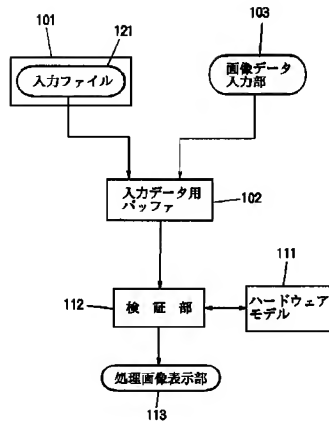 101
121
入力ファイル
103
画像データ
入力部
入力データ用
バッファ
102
111
112
検証部
ハードウェア
モデル
処理画像表示部
113